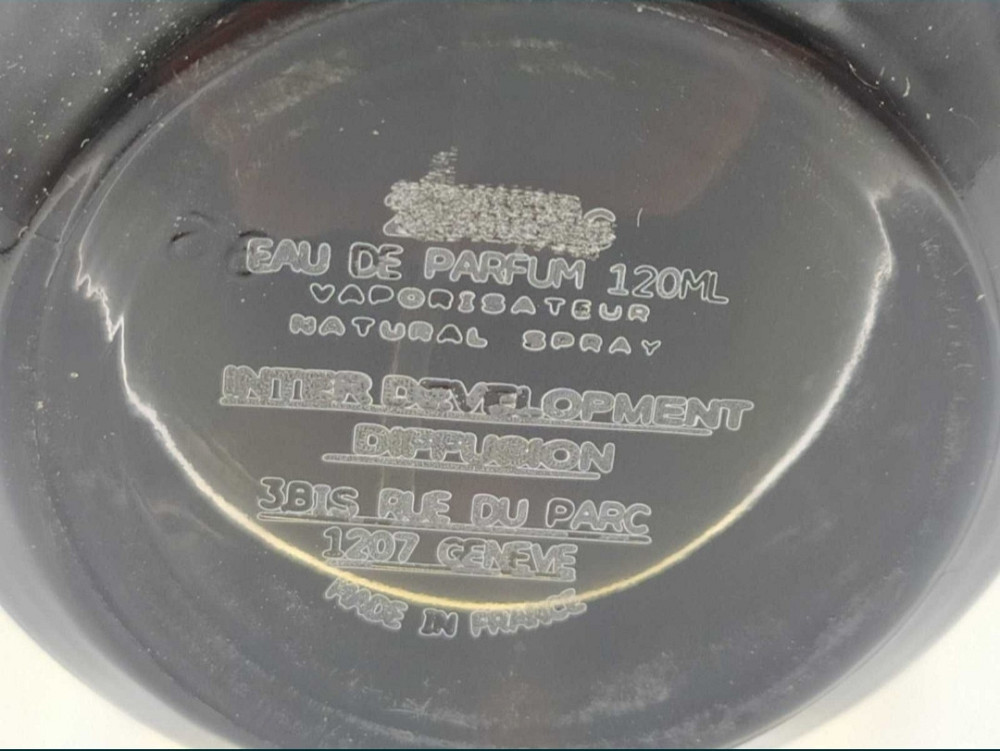 EAU DE PARFUM 120ML
VAPORISATEUR
NATURAL SPRAY
INTER DEVELOPMENT
DIFFUSION
3BIS RUE DU PARC
1207 GENEVE
MADE IN FRANCE